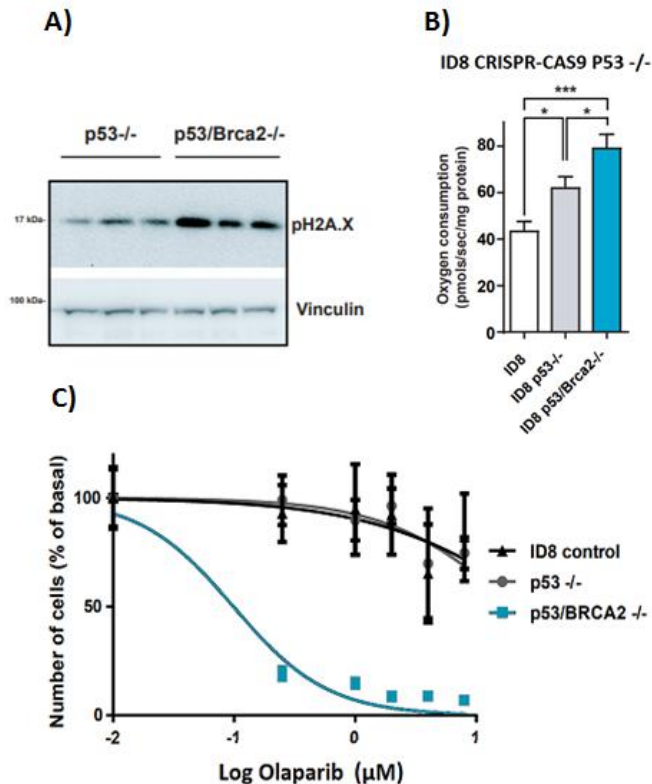 A)
p53-/-
p53/Brca2-/-
17 kDa-
pH2A.X
100 kDa-
Vinculin
B)
ID8 CRISPR-CAS9 P53 -/-
***
*
*
80
60
40
20
0
Oxygen consumption
(pmols/sec/mg protein)
ID8
ID8 p53-/-
ID8 p53/Brca2-/-
C)
Number of cells (% of basal)
100
50
0
-2
-1
0
1
Log Olaparib (µM)
ID8 control
p53 -/-
p53/BRCA2 -/-